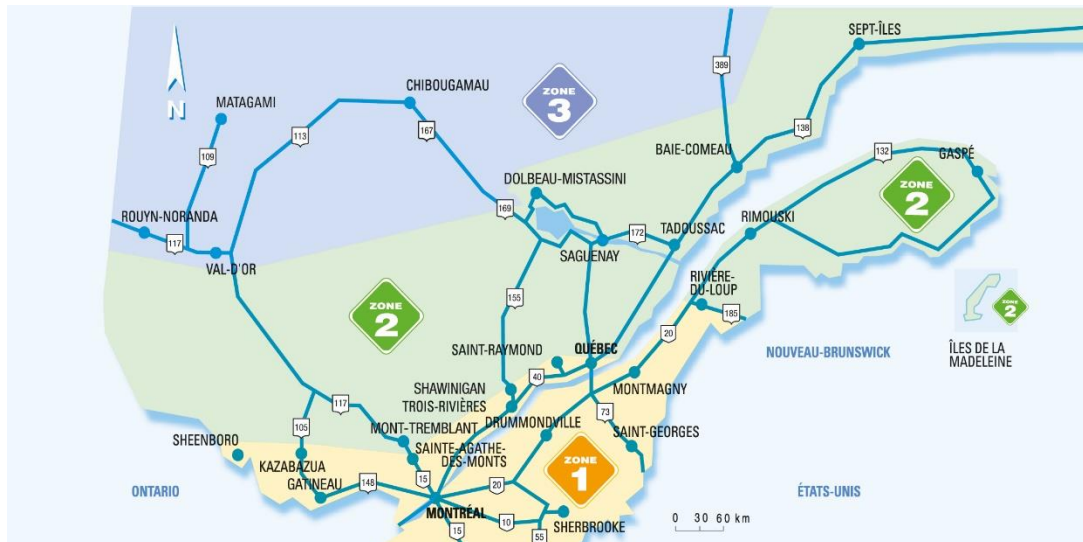 SEPT-ÎLES
389
CHIBOUGAMAU
ZONE
3
N
MATAGAMI
113
167
138
132
BAIE-COMEAU
GASPÉ
109
DOLBEAU-MISTASSINI
ZONE
2
ROUYN-NORANDA
169
RIMOUSKI
117
172
TADOUSSAC
SAGUENAY
VAL-D'OR
RIVIÈRE-
DU-LOUP
ZONE
2
155
ZONE
2
185
20
SAINT-RAYMOND
QUÉBEC
NOUVEAU-BRUNSWICK
ÎLES DE LA
MADELEINE
40
SHAWINIGAN
MONTMAGNY
117
TROIS-RIVIÈRES
73
105
DRUMMONDVILLE
MONT-TREMBLANT
SAINT-GEORGES
SHEENBORO
SAINTE-AGATHE-
DES-MONTS
KAZABAZUA
ZONE
1
15
GATINEAU
148
20
ONTARIO
ÉTATS-UNIS
MONTRÉAL
10
SHERBROOKE
0 30 60 km
15
55